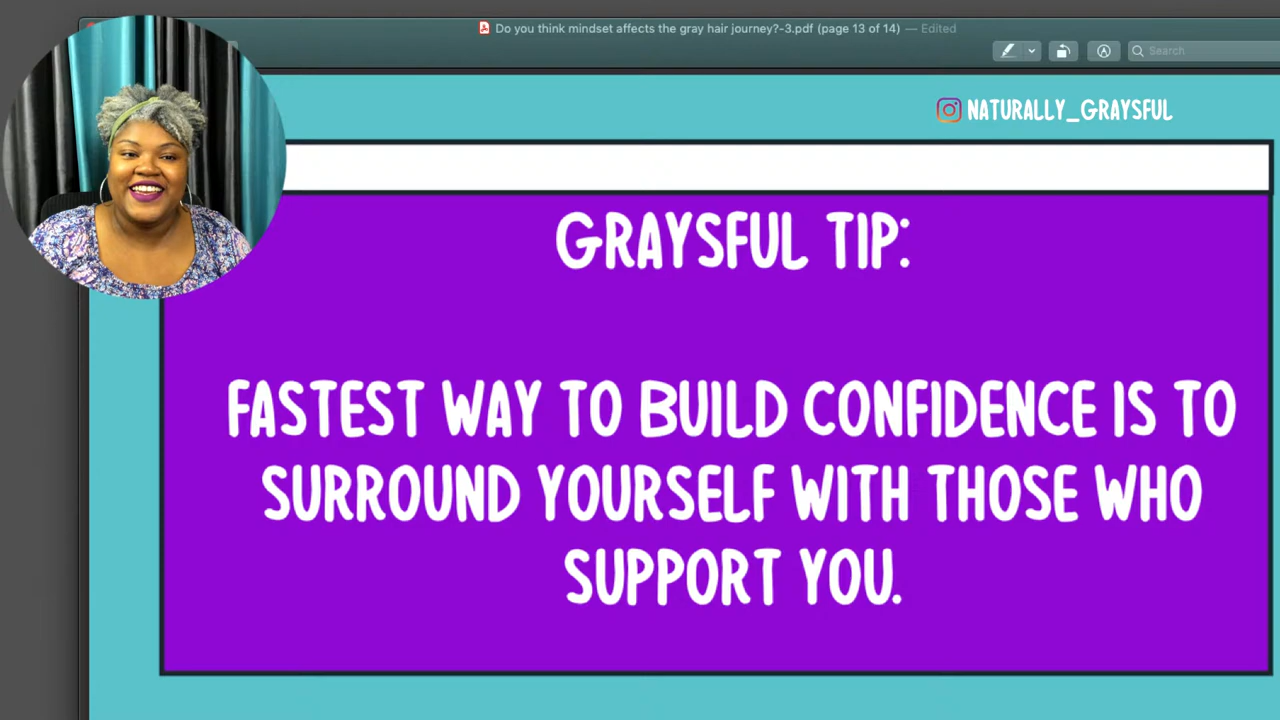 Do you think mindset affects the gray hair journey?-3.pdf (page 13 of 14) — Edited
Search
NATURALLY_GRAYSFUL
GRAYSFUL TIP:
FASTEST WAY TO BUILD CONFIDENCE IS TO
SURROUND YOURSELF WITH THOSE WHO
SUPPORT YOU.